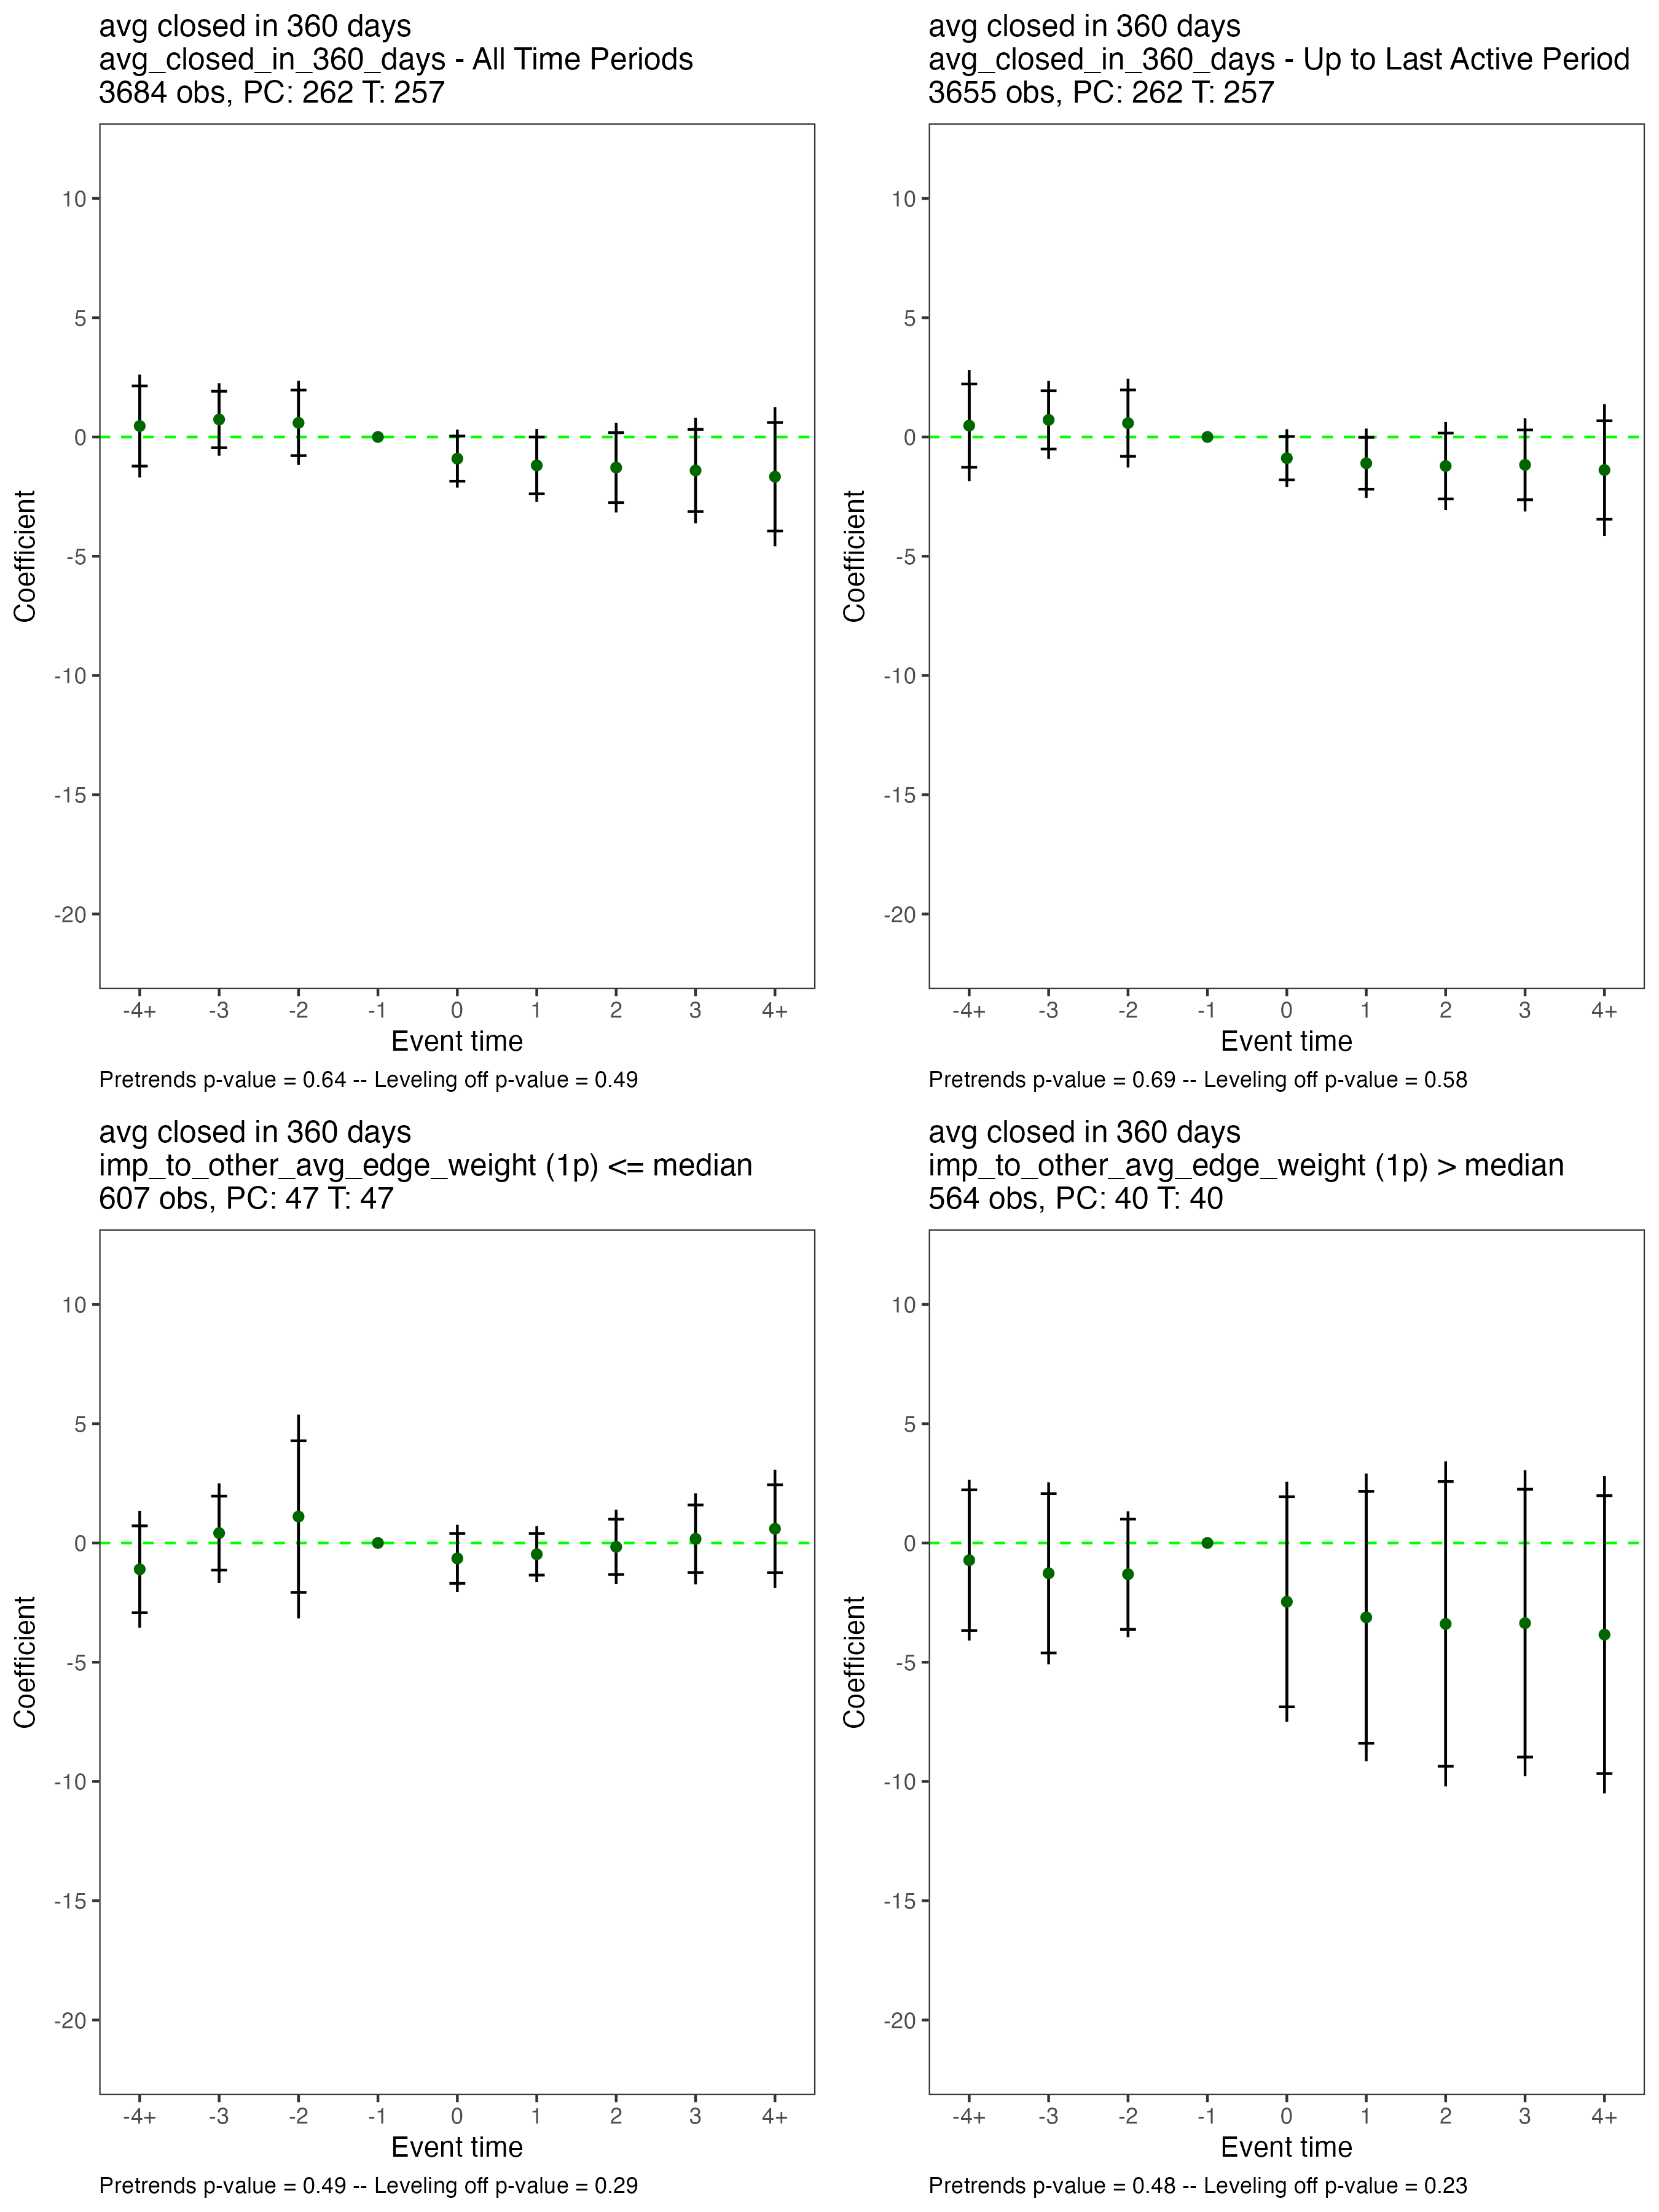 avg closed in 360 days
avg_closed_in_360_days - All Time Periods
3684 obs, PC: 262 T: 257
10
5
0
-5
-10
-15
-20
Coefficient
-4+ -3 -2 -1 0 1 2 3 4+
Event time
Pretrends p-value = 0.64 -- Leveling off p-value = 0.49
avg closed in 360 days
avg_closed_in_360_days - Up to Last Active Period
3655 obs, PC: 262 T: 257
10
5
0
-5
-10
-15
-20
Coefficient
-4+ -3 -2 -1 0 1 2 3 4+
Event time
Pretrends p-value = 0.69 -- Leveling off p-value = 0.58
avg closed in 360 days
imp_to_other_avg_edge_weight (1p) <= median
607 obs, PC: 47 T: 47
10
5
0
-5
-10
-15
-20
Coefficient
-4+ -3 -2 -1 0 1 2 3 4+
Event time
Pretrends p-value = 0.49 -- Leveling off p-value = 0.29
avg closed in 360 days
imp_to_other_avg_edge_weight (1p) > median
564 obs, PC: 40 T: 40
10
5
0
-5
-10
-15
-20
Coefficient
-4+ -3 -2 -1 0 1 2 3 4+
Event time
Pretrends p-value = 0.48 -- Leveling off p-value = 0.23